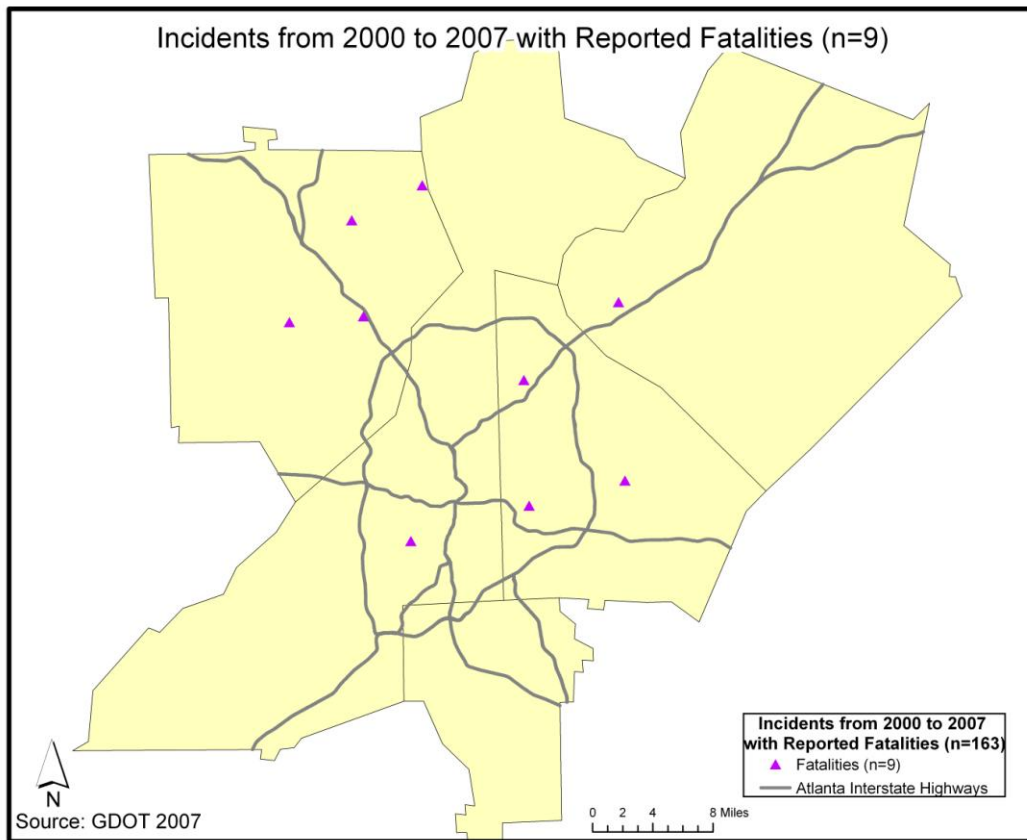 Incidents from 2000 to 2007 with Reported Fatalities (n=9)
Incidents from 2000 to 2007
with Reported Fatalities (n=163)
Fatalities (n=9)
Atlanta Interstate Highways
N
Source: GDOT 2007
0 2 4 8 Miles